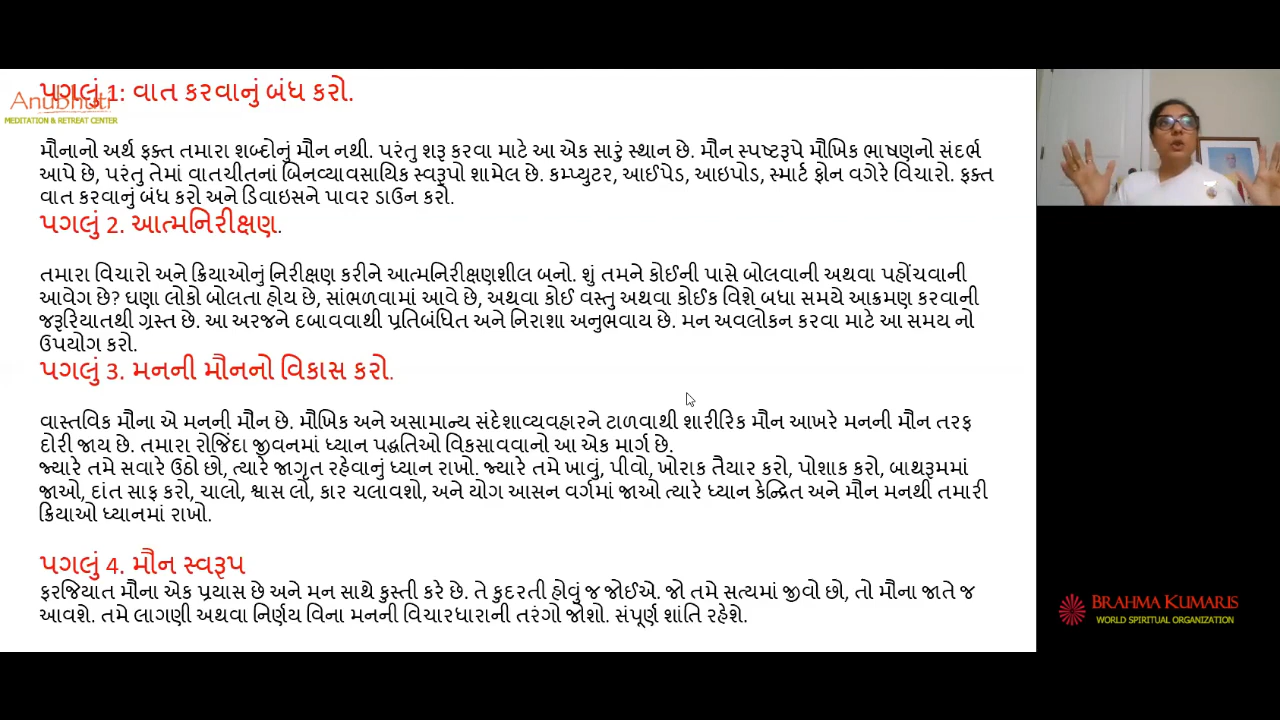 પગલું 1: વાત કરવાનું બંધ કરો.
Anubhuti
MEDITATION & RETREAT CENTER
મૌનાનો અર્થ ફક્ત તમારા શબ્દોનું મૌન નથી. પરંતુ શરૂ કરવા માટે આ એક સારું સ્થાન છે. મૌન સ્પષ્ટરૂપે મૌખિક ભાષણનો સંદર્ભ
આપે છે, પરંતુ તેમાં વાતચીતનાં બિનવ્યાવસાયિક સ્વરૂપો શામેલ છે. કમ્પ્યુટર, આઈપેડ, આઇપોડ, સ્માર્ટ ફોન વગેરે વિચારો. ફક્ત
વાત કરવાનું બંધ કરો અને ડિવાઇસને પાવર ડાઉન કરો.
પગલું 2. આત્મનિરીક્ષણ.
તમારા વિચારો અને ક્રિયાઓનું નિરીક્ષણ કરીને આત્મનિરીક્ષણશીલ બનો. શું તમને કોઈની પાસે બોલવાની અથવા પહોંચવાની
આવેગ છે? ઘણા લોકો બોલતા હોય છે, સાંભળવામાં આવે છે, અથવા કોઈ વસ્તુ અથવા કોઈક વિશે બધા સમયે આક્રમણ કરવાની
જરૂરિયાતથી ગ્રસ્ત છે. આ અરજને દબાવવાથી પ્રતિબંધિત અને નિરાશા અનુભવાય છે. મન અવલોકન કરવા માટે આ સમય નો
ઉપયોગ કરો.
પગલું 3. મનની મૌનનો વિકાસ કરો.
વાસ્તવિક મૌના એ મનની મૌન છે. મૌખિક અને અસામાન્ય સંદેશાવ્યવહારને ટાળવાથી શારીરિક મૌન આખરે મનની મૌન તરફ
દોરી જાય છે. તમારા રોજિંદા જીવનમાં ધ્યાન પદ્ધતિઓ વિકસાવવાનો આ એક માર્ગ છે.
જ્યારે તમે સવારે ઉઠો છો, ત્યારે જાગૃત રહેવાનું ધ્યાન રાખો. જ્યારે તમે ખાવું, પીવો, ખોરાક તૈયાર કરો, પોશાક કરો, બાથરૂમમાં
જાઓ, દાંત સાફ કરો, ચાલો, શ્વાસ લો, કાર ચલાવશો, અને યોગ આસન વર્ગમાં જાઓ ત્યારે ધ્યાન કેન્દ્રિત અને મૌન મનથી તમારી
ક્રિયાઓ ધ્યાનમાં રાખો.
પગલું 4. મૌન સ્વરૂપ
ફરજિયાત મૌના એક પ્રયાસ છે અને મન સાથે કુસ્તી કરે છે. તે કુદરતી હોવું જ જોઈએ. જો તમે સત્યમાં જીવો છો, તો મૌના જાતે જ
આવશે. તમે લાગણી અથવા નિર્ણય વિના મનની વિચારધારાની તરંગો જોશો. સંપૂર્ણ શાંતિ રહેશે.
BRAHMA KUMARIS
WORLD SPIRITUAL ORGANIZATION